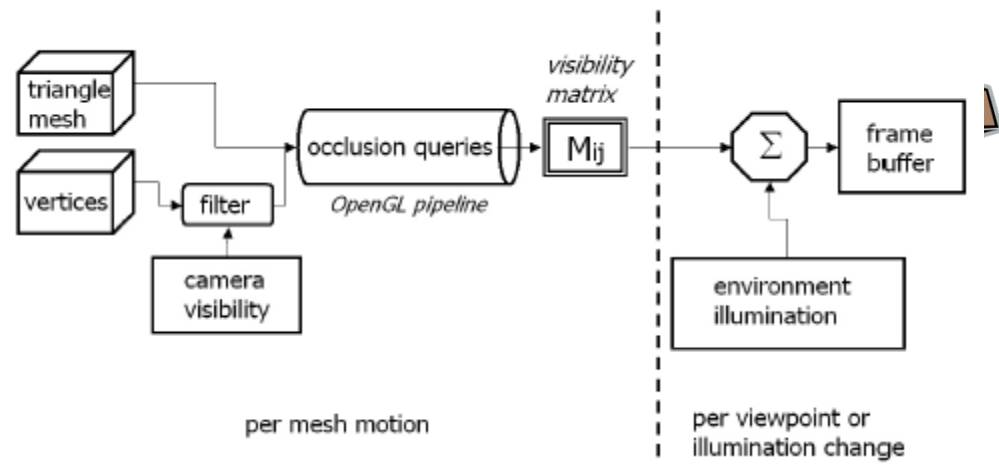 visibility
matrix
triangle
mesh
occlusion queries
Mij
Σ
frame
buffer
vertices
filter
OpenGL pipeline
camera
visibility
environment
illumination
per mesh motion
per viewpoint or
illumination change